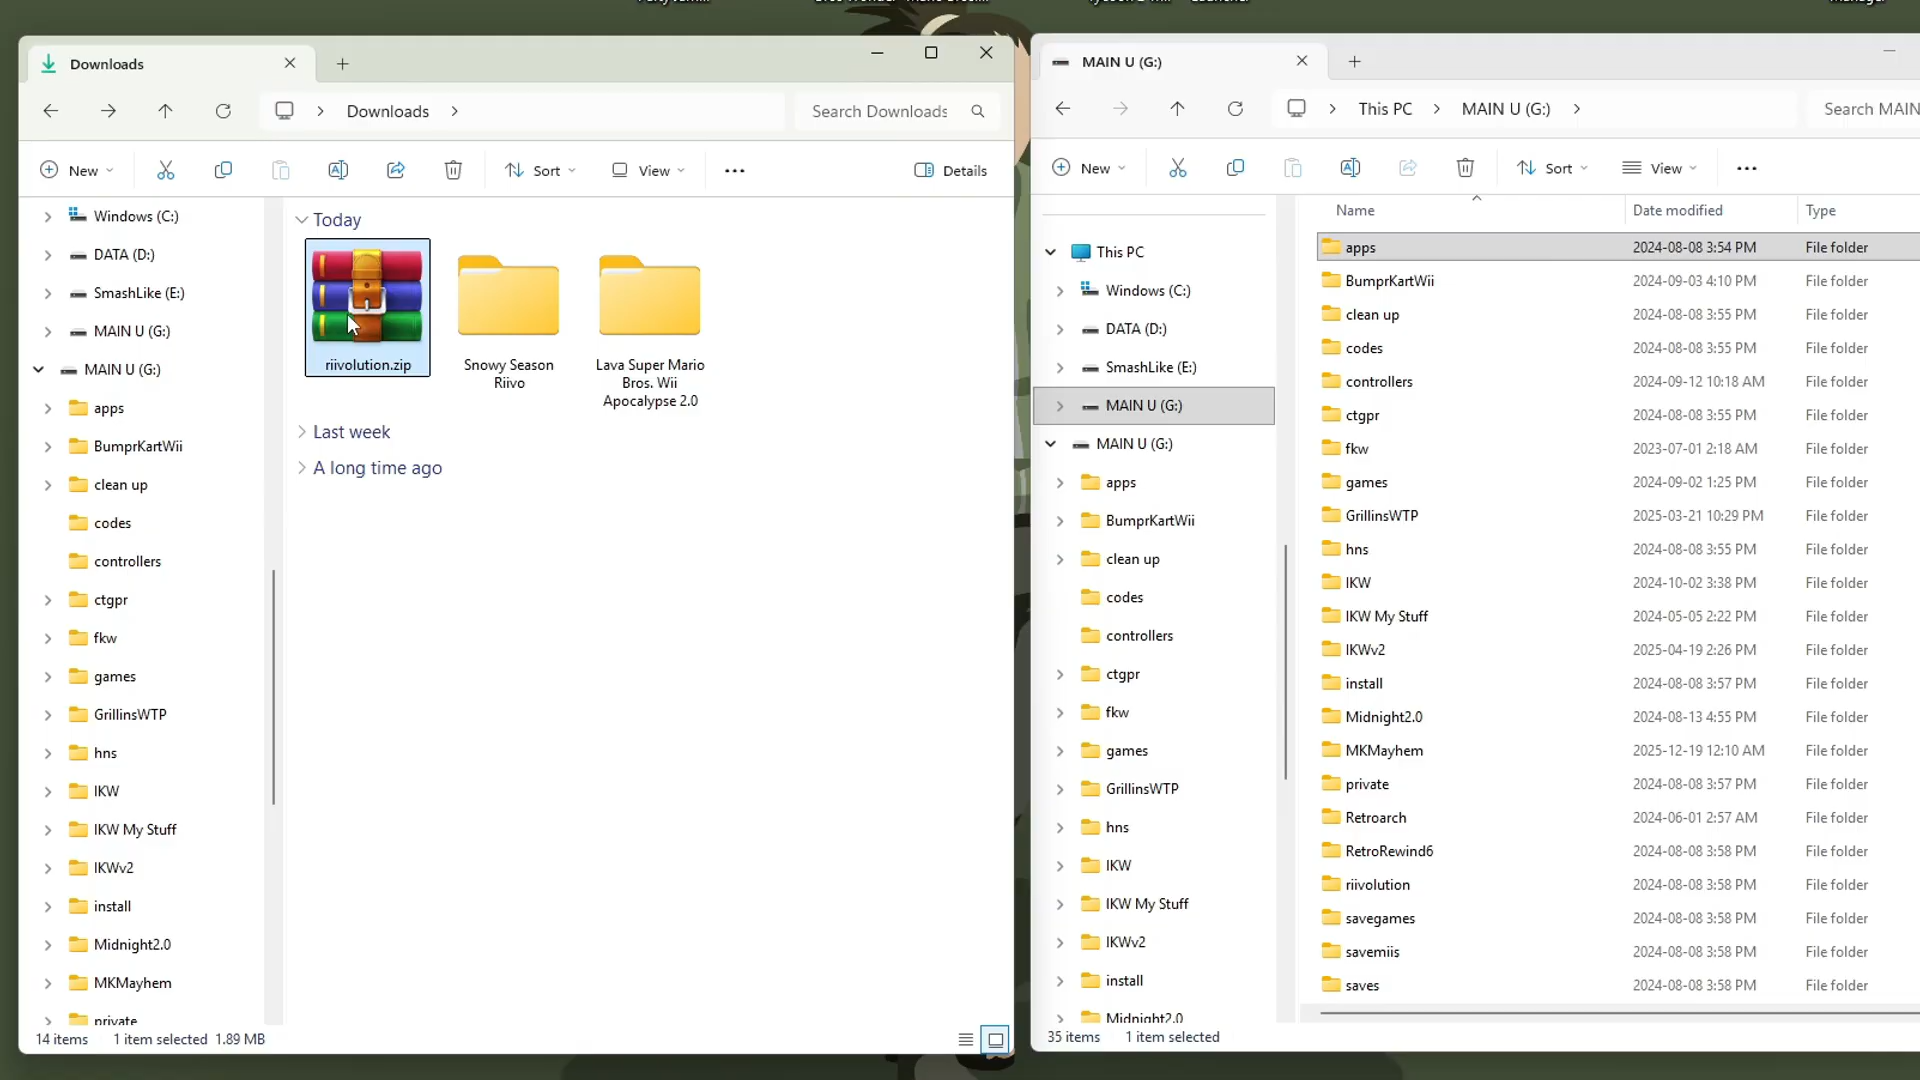 Downloads
Downloads
Search Downloads
New
Sort
View
Details
Windows (C:)
DATA (D:)
SmashLike (E:)
MAIN U (G:)
MAIN U (G:)
apps
BumprKartWii
clean up
codes
controllers
ctgpr
fkw
games
GrillinsWTP
hns
IKW
IKW My Stuff
IKWv2
install
Midnight2.0
MKMayhem
private
Today
riivolution.zip
Snowy Season
Riivo
Lava Super Mario
Bros. Wii
Apocalypse 2.0
Last week
A long time ago
14 items 1 item selected 1.89 MB
MAIN U (G:)
This PC MAIN U (G:)
Search MAIN
New
Sort
View
This PC
Windows (C:)
DATA (D:)
SmashLike (E:)
MAIN U (G:)
MAIN U (G:)
apps
BumprKartWii
clean up
codes
controllers
ctgpr
fkw
games
GrillinsWTP
hns
IKW
IKW My Stuff
IKWv2
install
Midnight2.0
Name Date modified Type
apps 2024-08-08 3:54 PM File folder
BumprKartWii 2024-09-03 4:10 PM File folder
clean up 2024-08-08 3:55 PM File folder
codes 2024-08-08 3:55 PM File folder
controllers 2024-09-12 10:18 AM File folder
ctgpr 2024-08-08 3:55 PM File folder
fkw 2023-07-01 2:18 AM File folder
games 2024-09-02 1:25 PM File folder
GrillinsWTP 2025-03-21 10:29 PM File folder
hns 2024-08-08 3:55 PM File folder
IKW 2024-10-02 3:38 PM File folder
IKW My Stuff 2024-05-05 2:22 PM File folder
IKWv2 2025-04-19 2:26 PM File folder
install 2024-08-08 3:57 PM File folder
Midnight2.0 2024-08-13 4:55 PM File folder
MKMayhem 2025-12-19 12:10 AM File folder
private 2024-08-08 3:57 PM File folder
Retroarch 2024-06-01 2:57 AM File folder
RetroRewind6 2024-08-08 3:58 PM File folder
riivolution 2024-08-08 3:58 PM File folder
savegames 2024-08-08 3:58 PM File folder
savemiis 2024-08-08 3:58 PM File folder
saves 2024-08-08 3:58 PM File folder
35 items 1 item selected